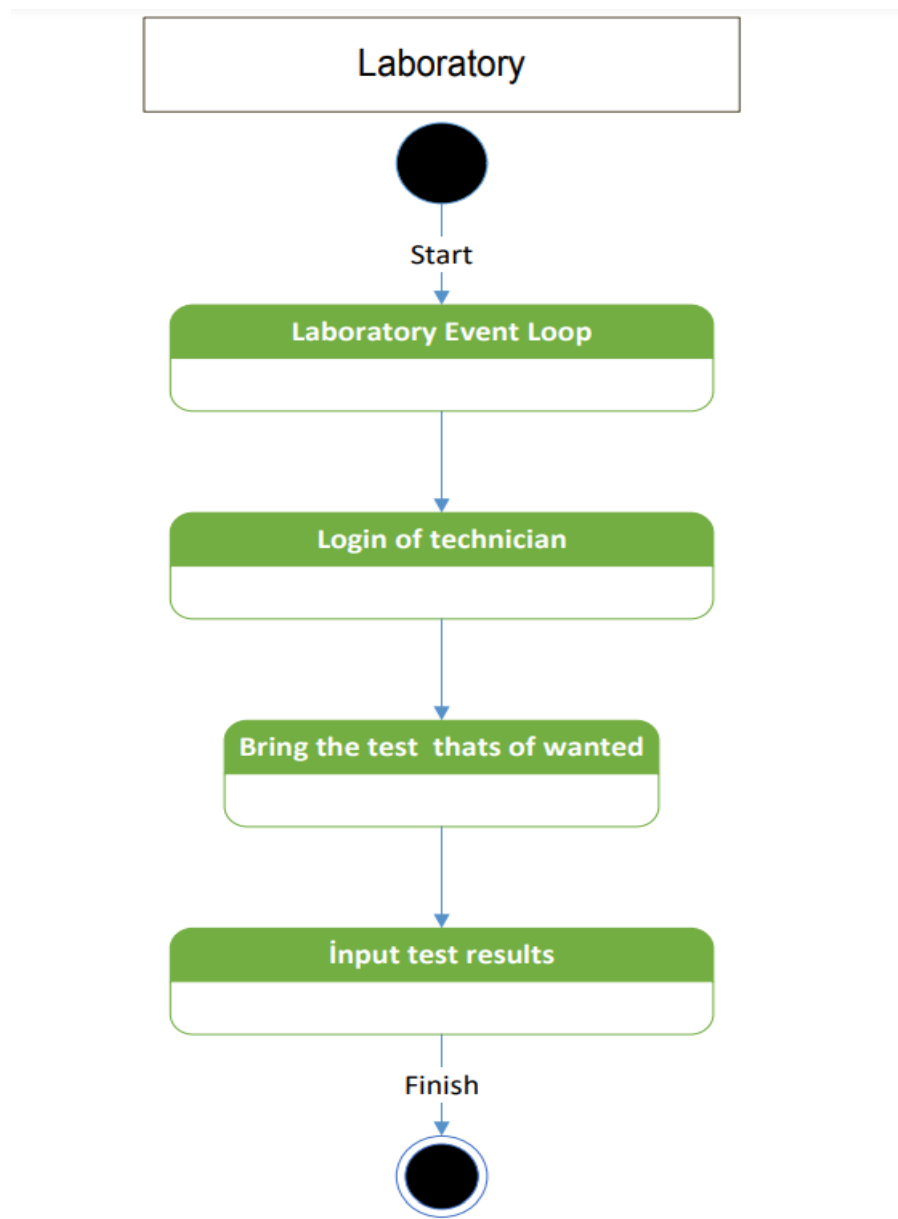 Laboratory
Start
Laboratory Event Loop
Login of technician
Bring the test  thats of wanted
İnput test results
Finish